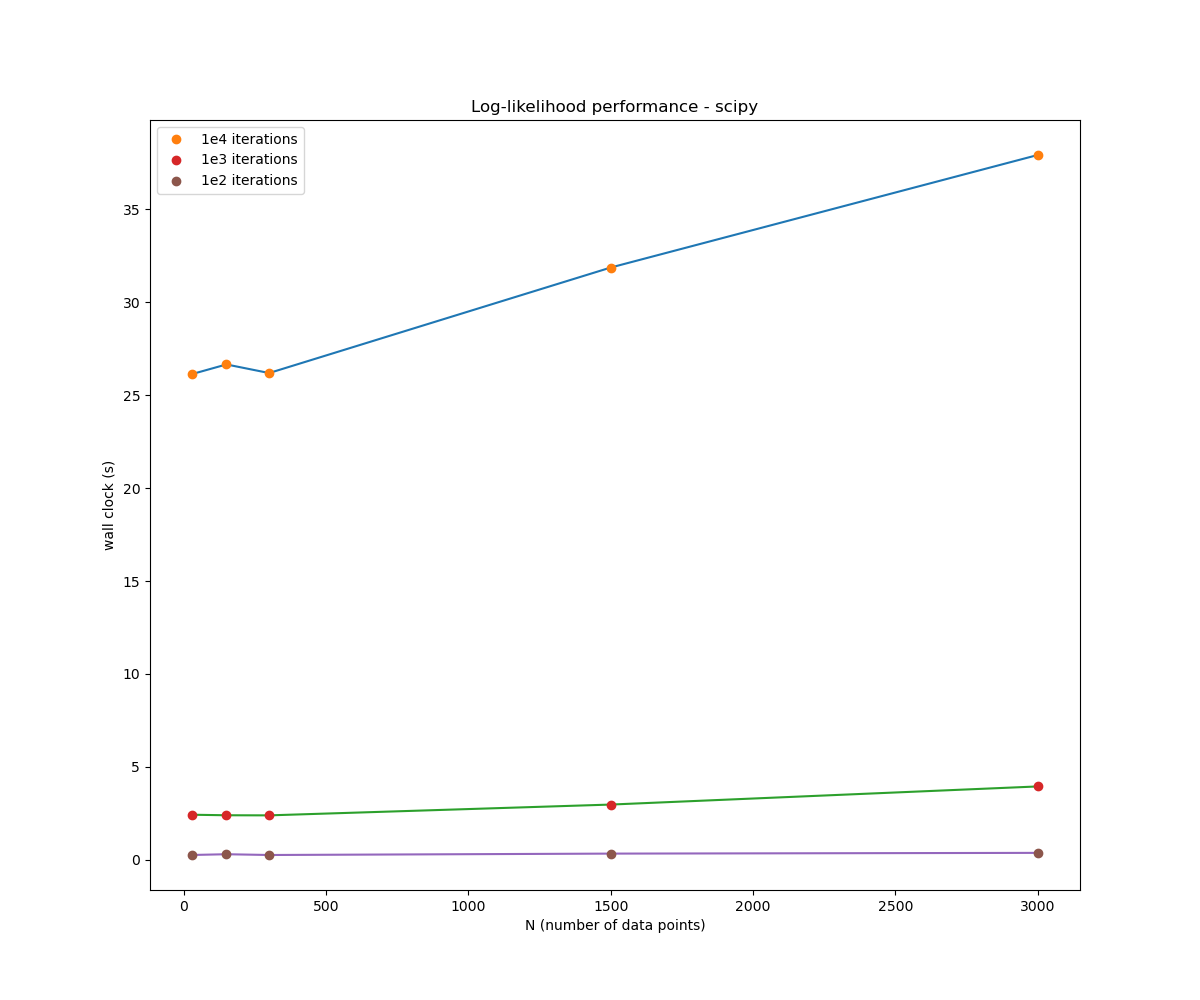 Log-likelihood performance - scipy
1e4 iterations
1e3 iterations
1e2 iterations
35
30
25
20
15
10
5
0
wall clock (s)
0 500 1000 1500 2000 2500 3000
N (number of data points)